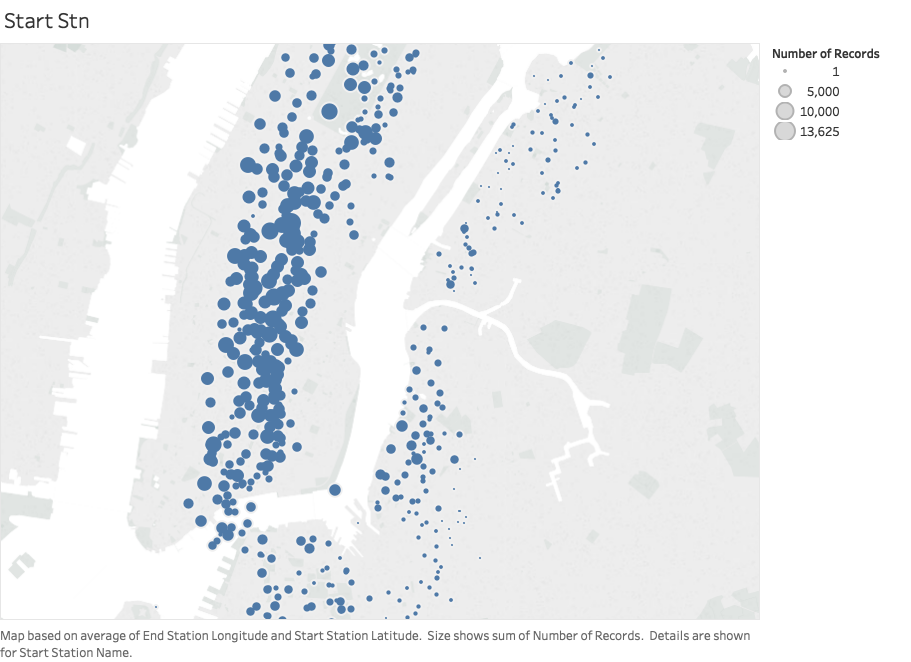 Start Stn
Number of Records
1
5,000
10,000
13,625
Map based on average of End Station Longitude and Start Station Latitude.  Size shows sum of Number of Records.  Details are shown
for Start Station Name.